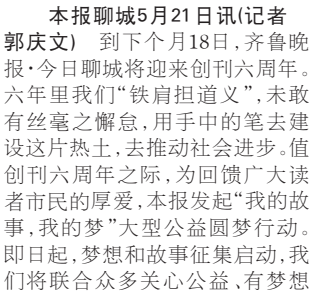 本报聊城5月21日讯(记者
郭庆文) 到下个月18日,齐鲁晚
报·今日聊城将迎来创刊六周年。
六年里我们“铁肩担道义”,未敢
有丝毫之懈怠,用手中的笔去建
设这片热土,去推动社会进步。值
创刊六周年之际,为回馈广大读
者市民的厚爱,本报发起“我的故
事,我的梦”大型公益圆梦行动。
即日起,梦想和故事征集启动,我
们将联合众多关心公益、有梦想